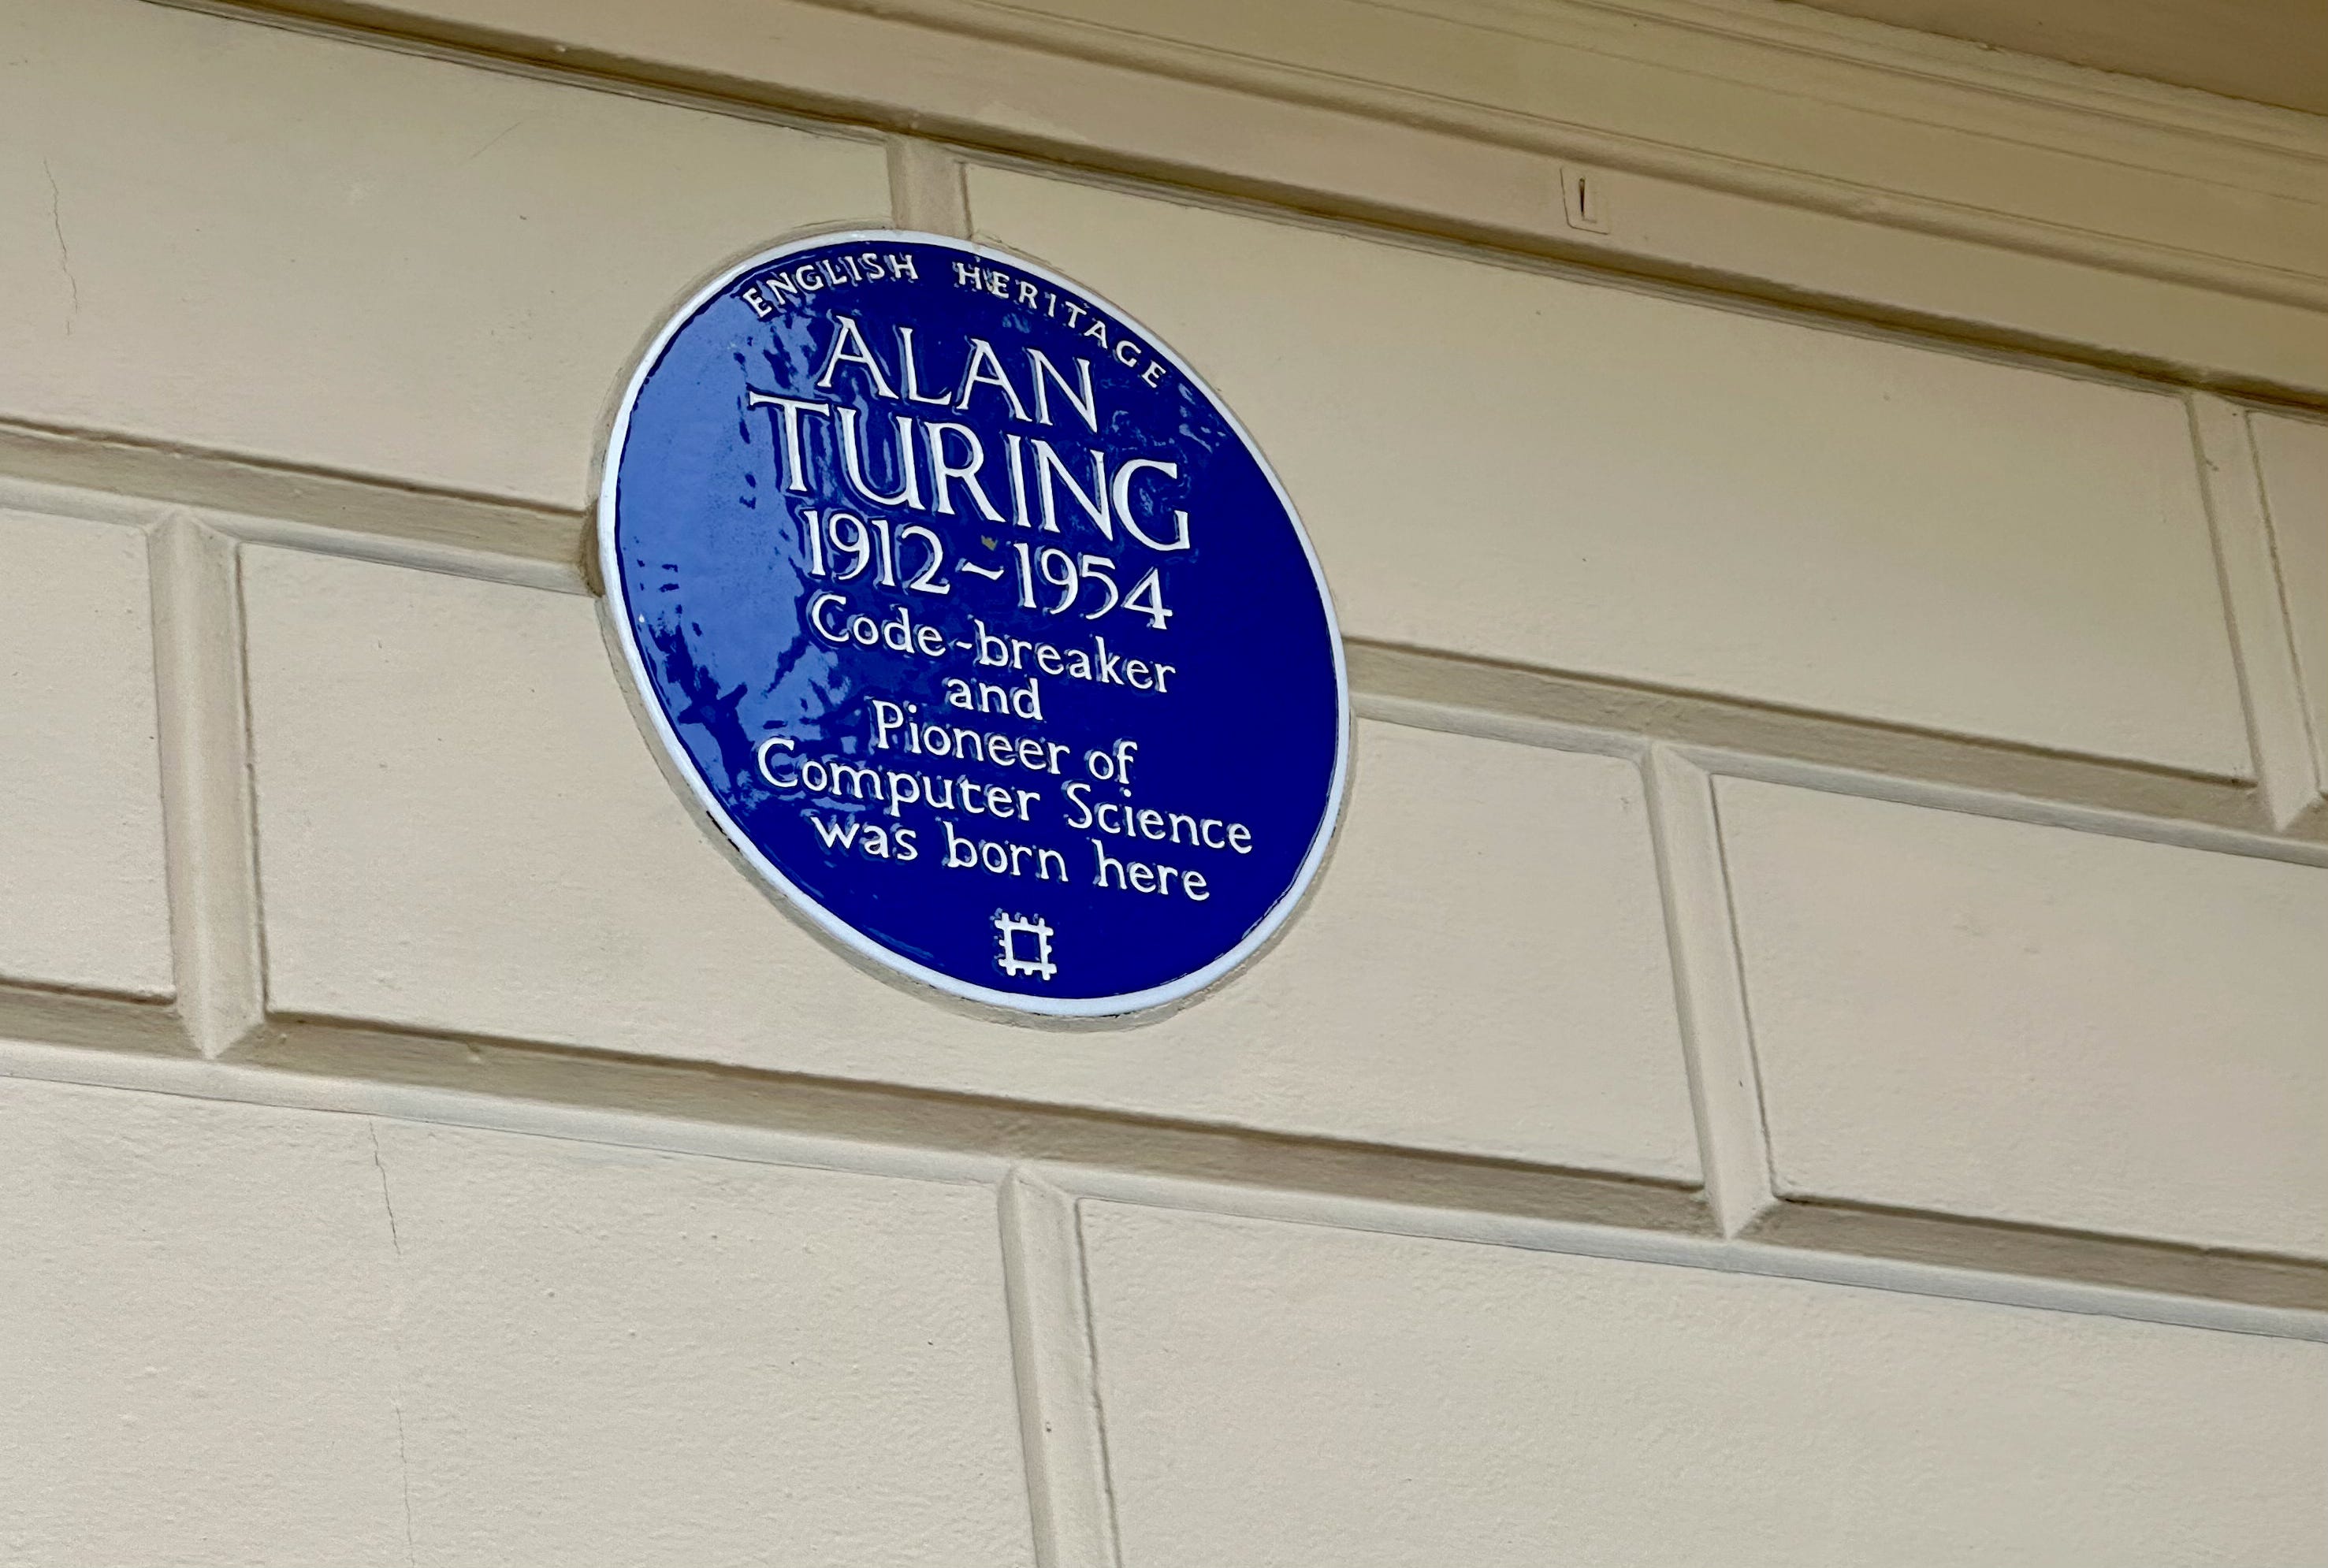 ENGLISH HERITAGE
ALAN
TURING
1912~1954
Code-breaker
and
Pioneer of
Computer Science
was born here